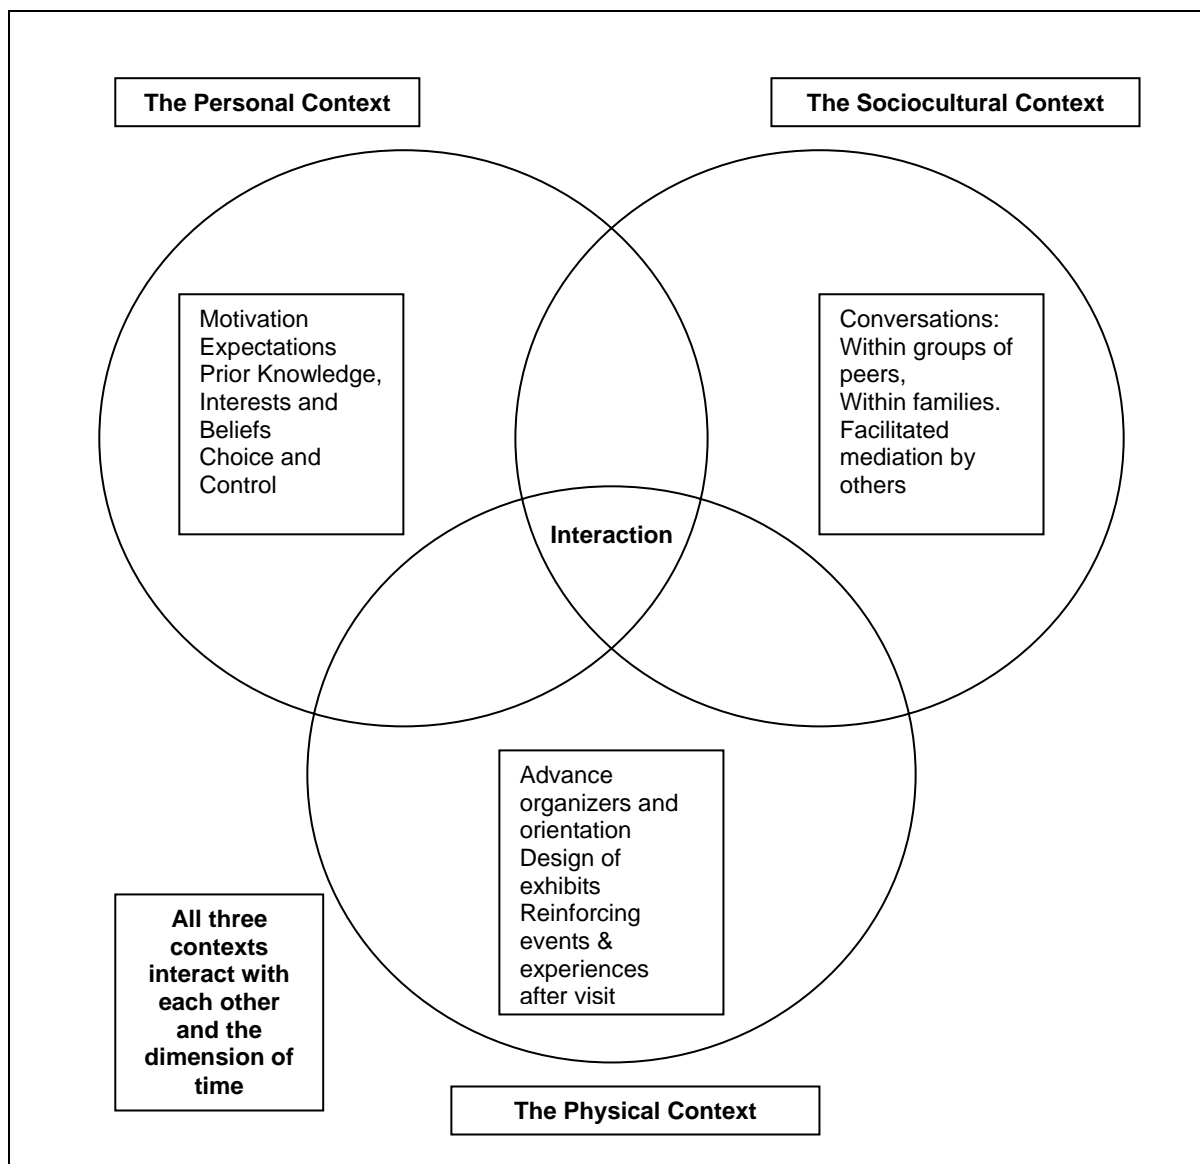 The Personal Context
The Sociocultural Context
Motivation
Expectations
Prior Knowledge,
Interests and
Beliefs
Choice and
Control
Conversations:
Within groups of
peers,
Within families.
Facilitated
mediation by
others
Interaction
Advance
organizers and
orientation
Design of
exhibits
Reinforcing
events &
experiences
after visit
All three
contexts
interact with
each other
and the
dimension of
time
The Physical Context